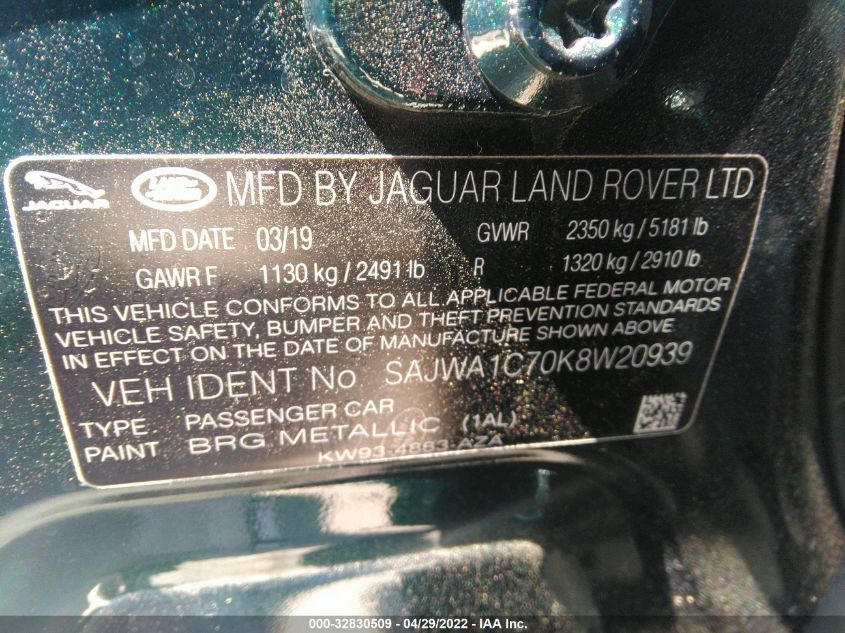 JAGUAR LAND ROVER MFD BY JAGUAR LAND ROVER LTD
MFD DATE 03/19 GVWR 2350 kg / 5181 lb
GAWR F 1130 kg / 2491 lb R 1320 kg / 2910 lb
THIS VEHICLE CONFORMS TO ALL APPLICABLE FEDERAL MOTOR
VEHICLE SAFETY, BUMPER AND THEFT PREVENTION STANDARDS
IN EFFECT ON THE DATE OF MANUFACTURE SHOWN ABOVE
VEH IDENT No SAJWA1C70K8W20939
TYPE PASSENGER CAR
PAINT BRG METALLIC (1AL)
KW93-4863-AZA
000-32830509 - 04/29/2022 - IAA Inc.